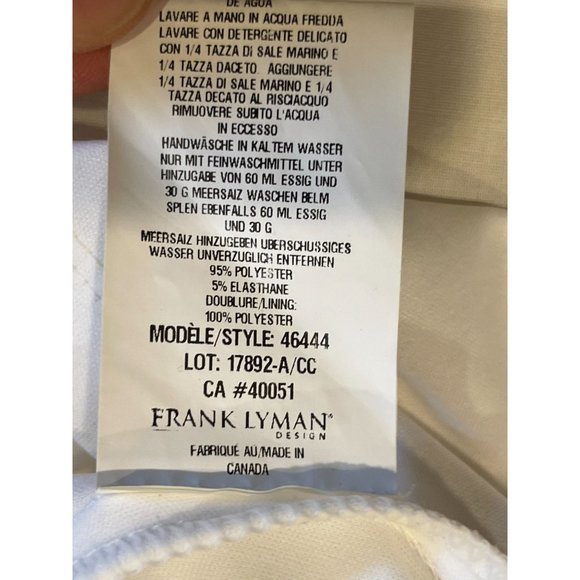 DE AGUA
LAVARE A MANO IN ACQUA FREDDA
LAVARE CON DETERGENTE DELICATO
CON 1/4 TAZZA DI SALE MARINO E
1/4 TAZZA DACETO. AGGIUNGERE
1/4 TAZZA DI SALE MARINO E 1/4
TAZZA DECATO AL RISCIACQUO
RIMUOVERE SUBITO L'ACQUA
IN ECCESSO
HANDWÄSCHE IN KALTEM WASSER
NUR MIT FEINWASCHMITTEL UNTER
HINZUGABE VON 60 ML ESSIG UND
30 G MEERSAIZ WASCHEN BELM
SPLEN EBENFALLS 60 ML ESSIG
UND 30 G
MEERSAIZ HINZUGEBEN UBERSCHUSSIGES
WASSER UNVERZUGLICH ENTFERNEN
95% POLYESTER
5% ELASTHANE
DOUBLURE/LINING:
100% POLYESTER
MODÈLE/STYLE: 46444
LOT: 17892-A/CC
CA #40051
FRANK LYMAN®
DESIGN
FABRIQUÉ AU/MADE IN
CANADA